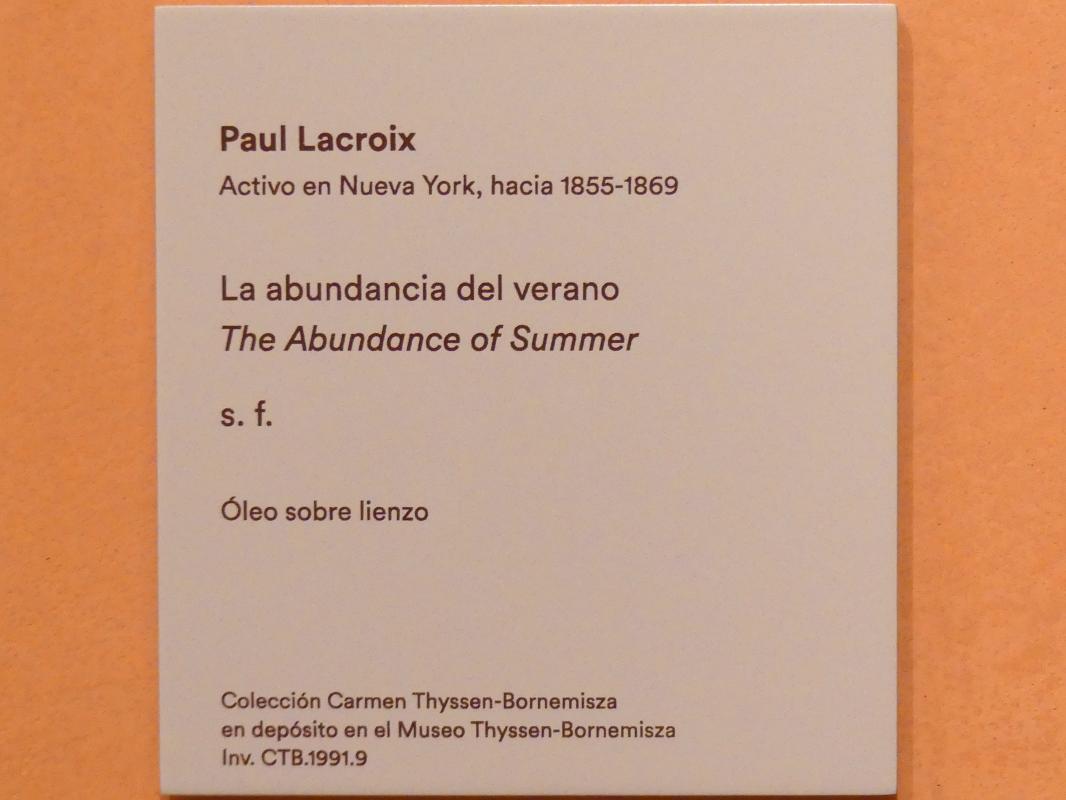 Paul Lacroix
Activo en Nueva York, hacia 1855-1869
La abundancia del verano
The Abundance of Summer
s. f.
Óleo sobre lienzo
Colección Carmen Thyssen-Bornemisza
en depósito en el Museo Thyssen-Bornemisza
Inv. CTB.1991.9